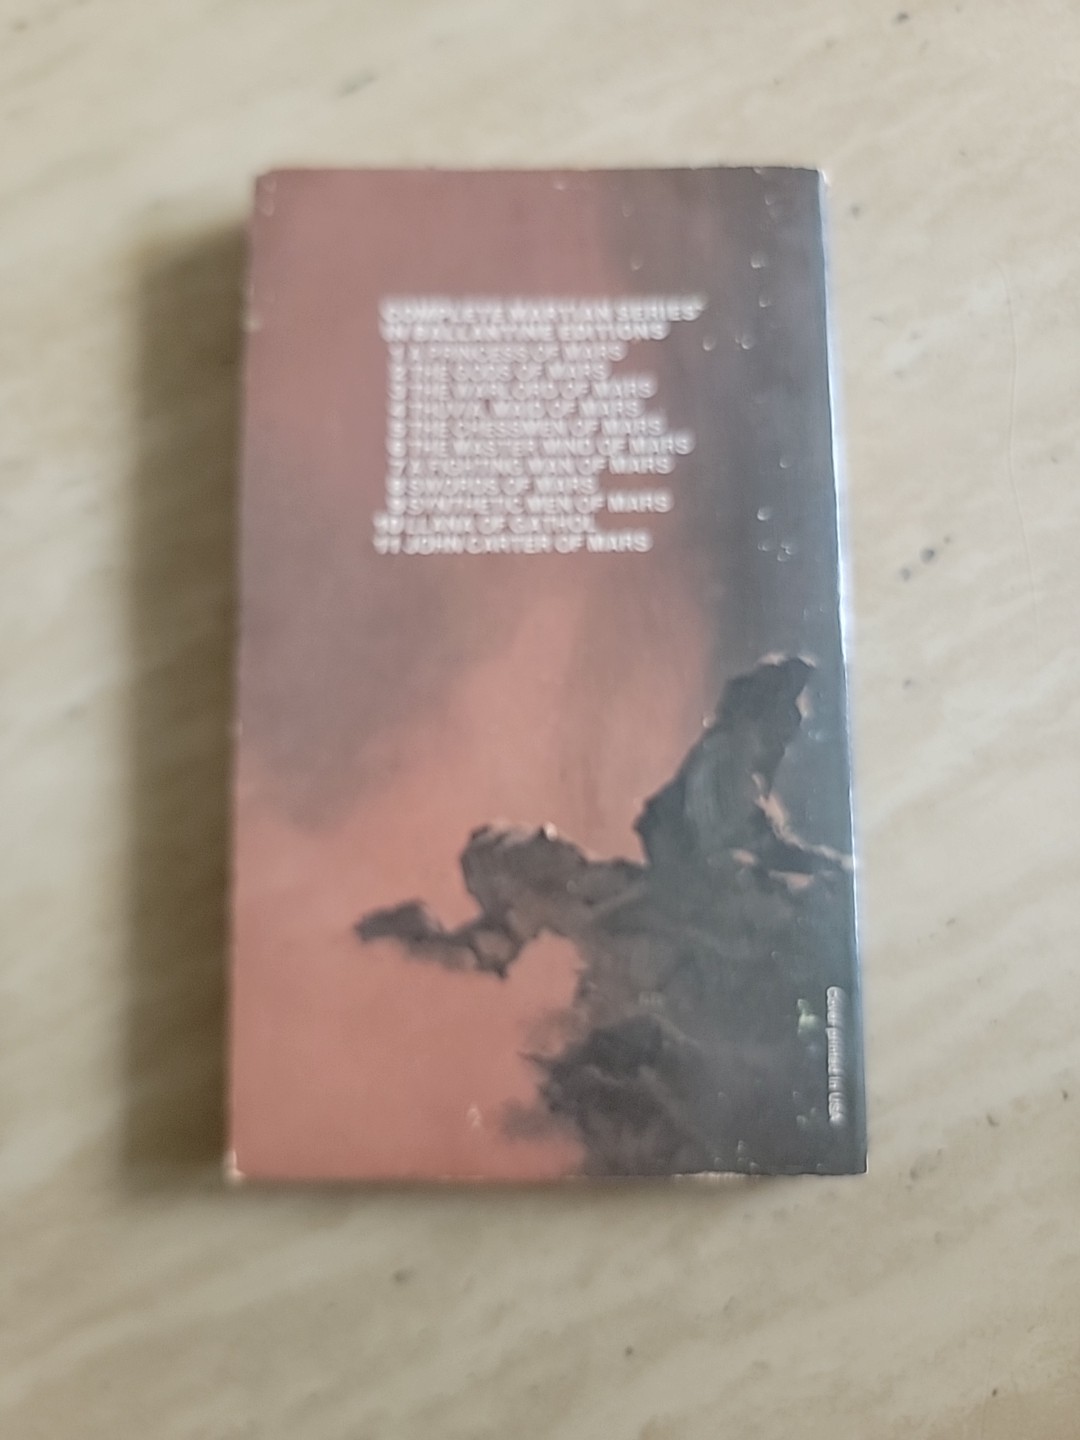 COMPLETE MARTIAN SERIES
11 BALLANTINE EDITIONS
1 A PRINCESS OF MARS
2 THE GODS OF MARS
3 THE WARLORD OF MARS
4 THUVIA, MAID OF MARS
5 THE CHESSMEN OF MARS
6 THE MASTER MIND OF MARS
7 A FIGHTING MAN OF MARS
8 SWORDS OF MARS
9 SYNTHETIC MEN OF MARS
10 LLANA OF GATHOL
11 JOHN CARTER OF MARS
Cover printed in USA